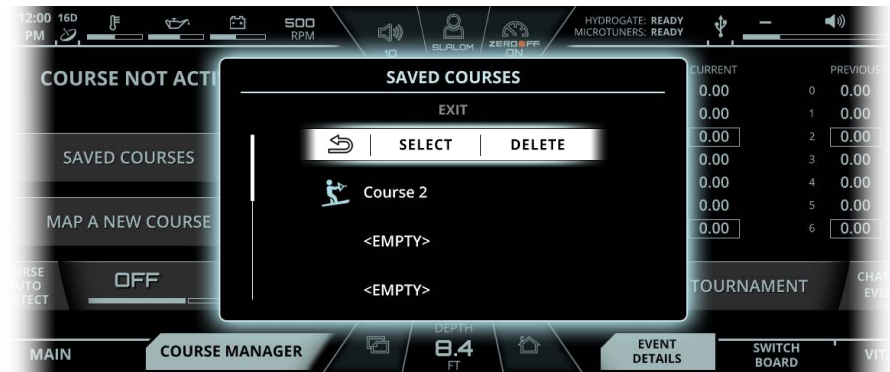 12:00 PM
16D
500 RPM
10
SLALOM
ZEROOFF
ON
HYDROGATE: READY
MICROTUNERS: READY
COURSE NOT ACTI
SAVED COURSES
MAP A NEW COURSE
OFF
SAVED COURSES
EXIT
SELECT
DELETE
Course 2
<EMPTY>
<EMPTY>
CURRENT
PREVIOUS
0.00 0 0.00
0.00 1 0.00
0.00 2 0.00
0.00 3 0.00
0.00 4 0.00
0.00 5 0.00
0.00 6 0.00
TOURNAMENT
MAIN
COURSE MANAGER
DEPTH
8.4
FT
EVENT
DETAILS
SWITCH
BOARD